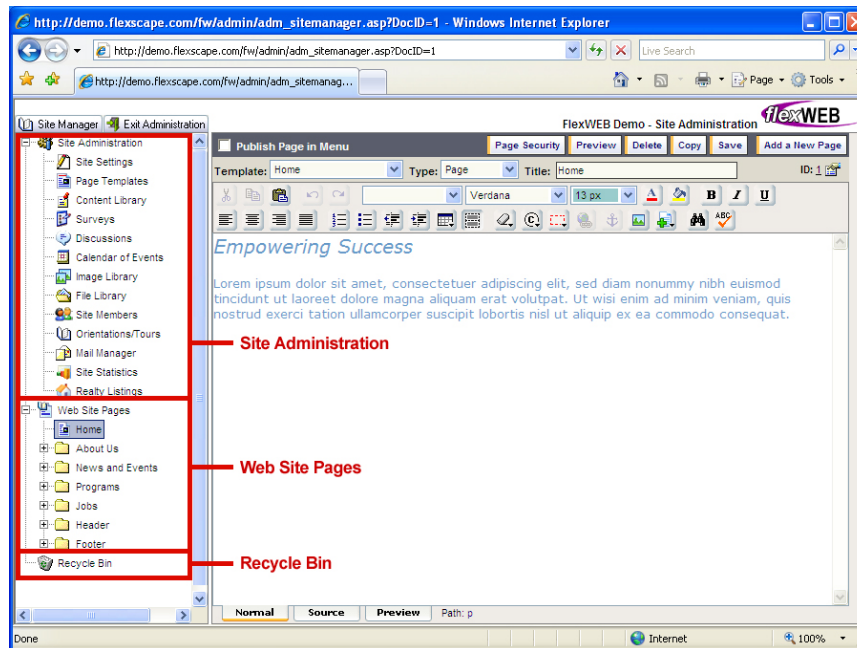 http://demo.flexscape.com/fw/admin/adm_sitemanager.asp?DocID=1 - Windows Internet Explorer
http://demo.flexscape.com/fw/admin/adm_sitemanager.asp?DocID=1
Live Search
http://demo.flexscape.com/fw/admin/adm_sitemanag...
Page
Tools
Site Manager
Exit Administration
FlexWEB Demo - Site Administration
flexWEB
Site Administration
Site Settings
Page Templates
Content Library
Surveys
Discussions
Calendar of Events
Image Library
File Library
Site Members
Orientations/Tours
Mail Manager
Site Statistics
Realty Listings
Web Site Pages
Home
About Us
News and Events
Programs
Jobs
Header
Footer
Recycle Bin
Publish Page in Menu
Page Security
Preview
Delete
Copy
Save
Add a New Page
Template: Home
Type: Page
Title: Home
ID: 1
Verdana
13 px
A
B
I
U
ABC
Empowering Success
Lorem ipsum dolor sit amet, consectetuer adipiscing elit, sed diam nonummy nibh euismod
tincidunt ut laoreet dolore magna aliquam erat volutpat. Ut wisi enim ad minim veniam, quis
nostrud exerci tation ullamcorper suscipit lobortis nisl ut aliquip ex ea commodo consequat.
Site Administration
Web Site Pages
Recycle Bin
Normal
Source
Preview
Path: p
Done
Internet
100%